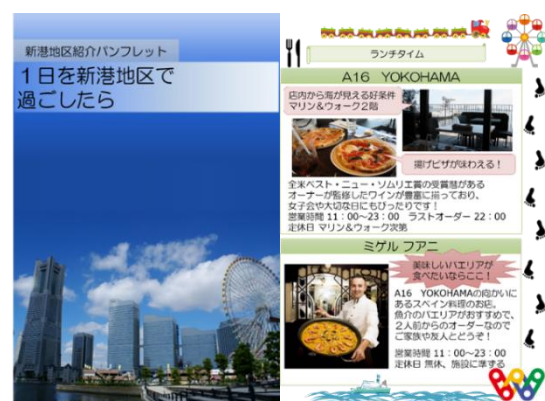 新港地区紹介パンフレット
１日を新港地区で
過ごしたら
ランチタイム
A16　YOKOHAMA
店内から海が見える好条件
マリン＆ウォーク２階
揚げピザが味わえる！
全米ベスト・ニュー・ソムリエ賞の受賞暦がある
オーナーが監修したワインが豊富に揃っており、
女子会や大切な日にもぴったりです！
営業時間 11：00～23：00　ラストオーダー 22：00
定休日 マリン＆ウォーク次第
ミゲル フアニ
美味しいパエリアが
食べたいならここ！
A16　YOKOHAMAの向かいに
あるスペイン料理のお店。
魚介のパエリアがおすすめで、
２人前からのオーダーなので
ご家族や友人とどうぞ！
営業時間 11：00～23：00
定休日 無休、施設に準ずる